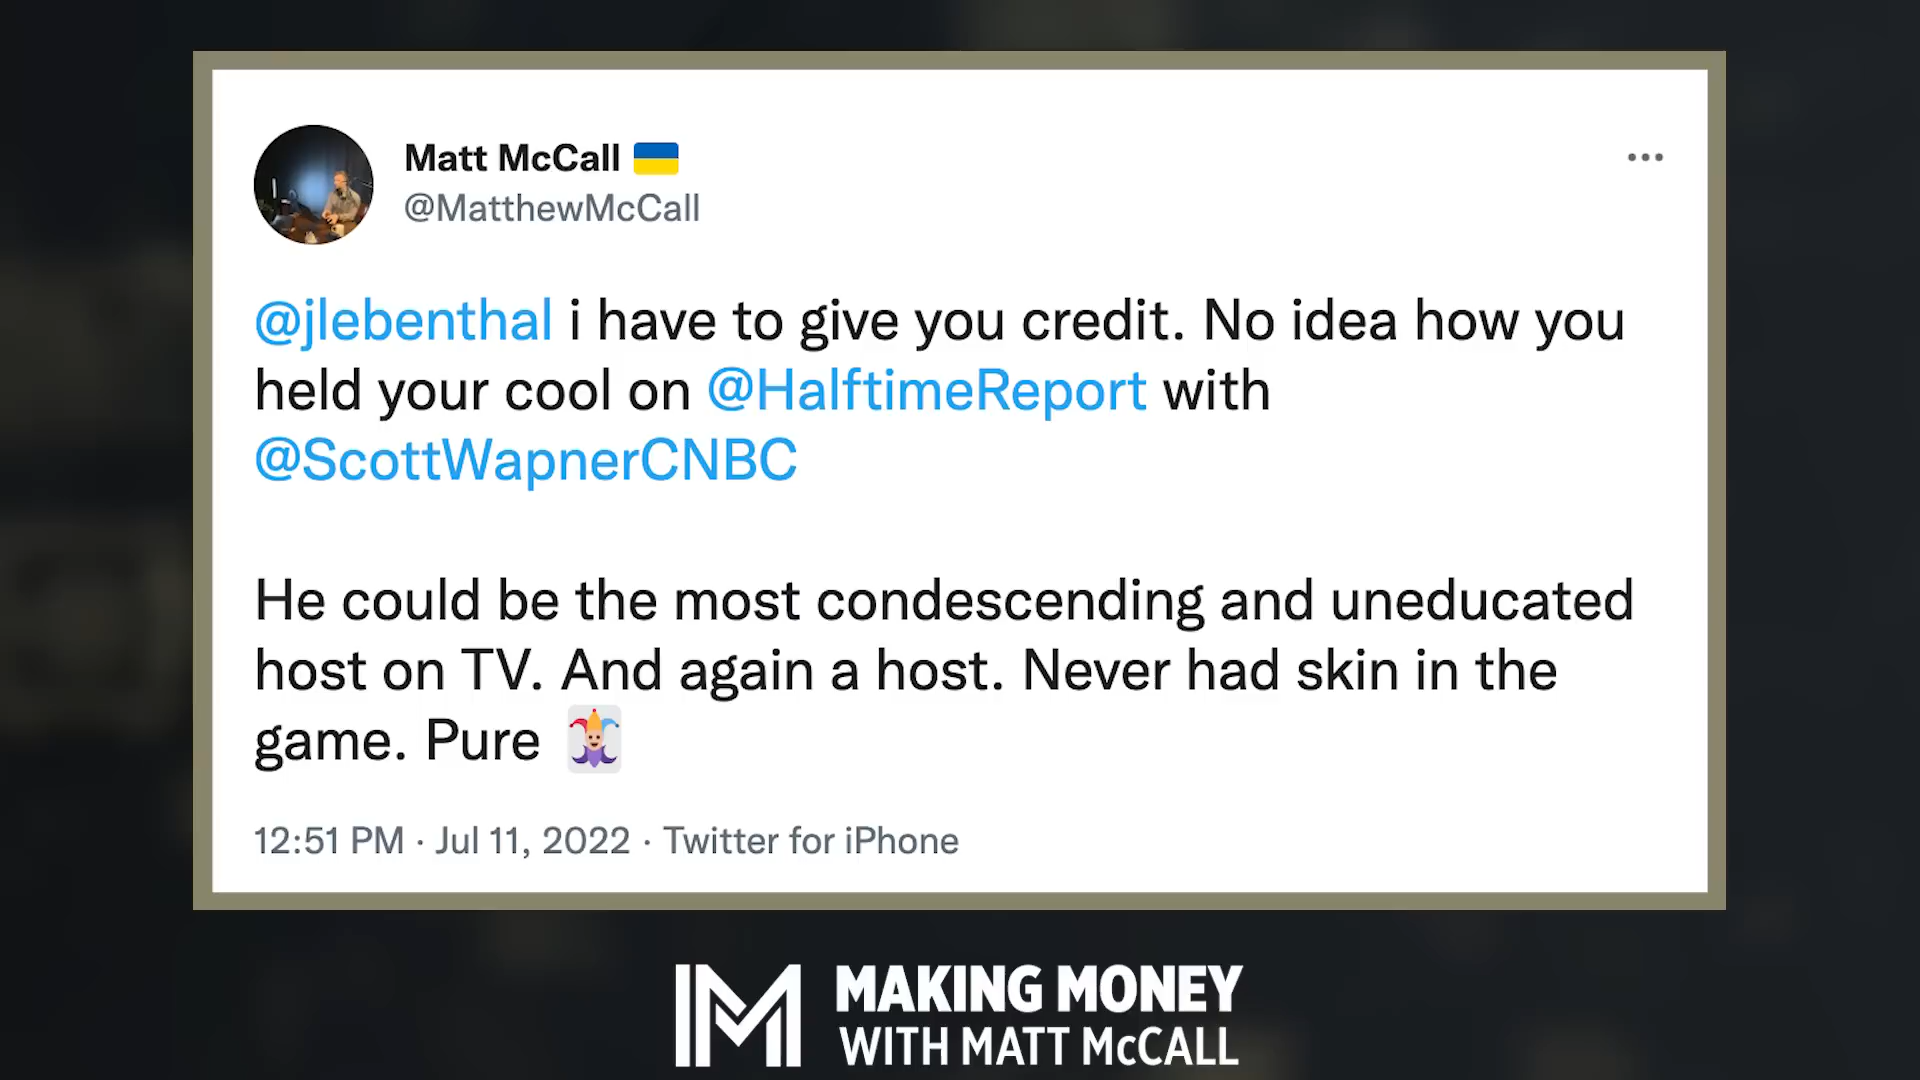 Matt McCall 🇺🇦
@MatthewMcCall
@jlebenthal i have to give you credit. No idea how you
held your cool on @HalftimeReport with
@ScottWapnerCNBC
He could be the most condescending and uneducated
host on TV. And again a host. Never had skin in the
game. Pure 🃏
12:51 PM · Jul 11, 2022 · Twitter for iPhone
MAKING MONEY
WITH MATT McCALL